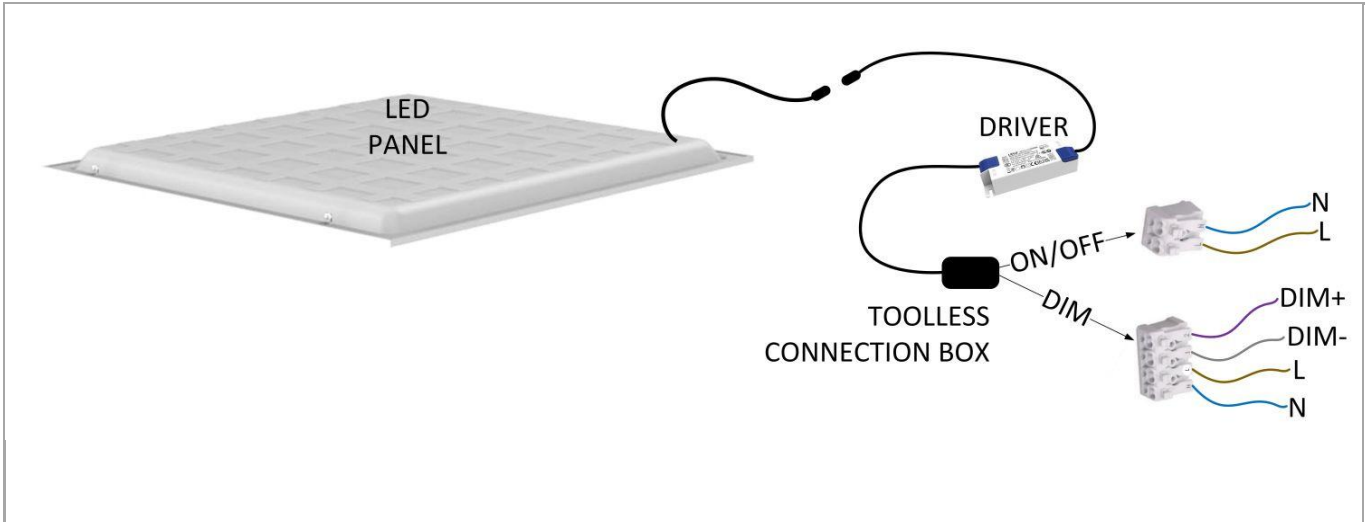 LED
PANEL
DRIVER
N
L
ON/OFF
DIM
TOOLLESS
CONNECTION BOX
DIM+
DIM-
L
N